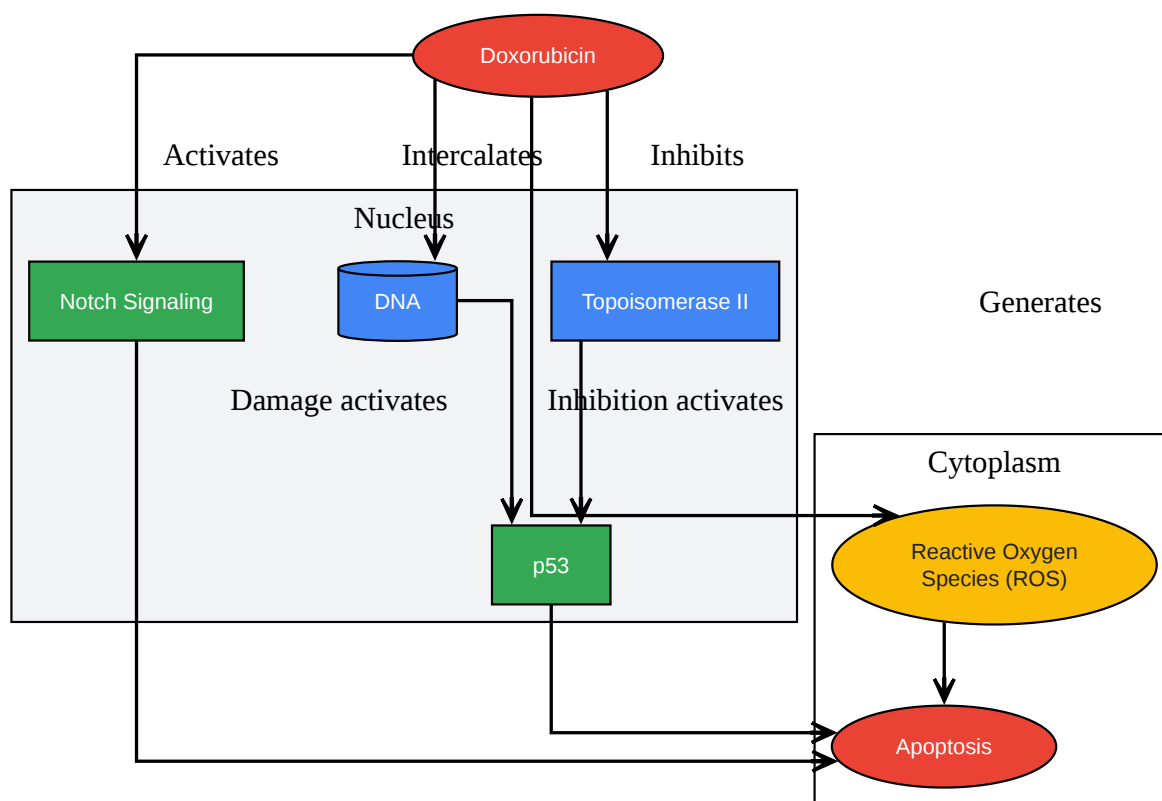 Doxorubicin
Activates
Intercalates
Inhibits
Nucleus
Notch Signaling
DNA
Topoisomerase II
Generates
Damage activates
Inhibition activates
Cytoplasm
p53
Reactive Oxygen
Species (ROS)
Apoptosis